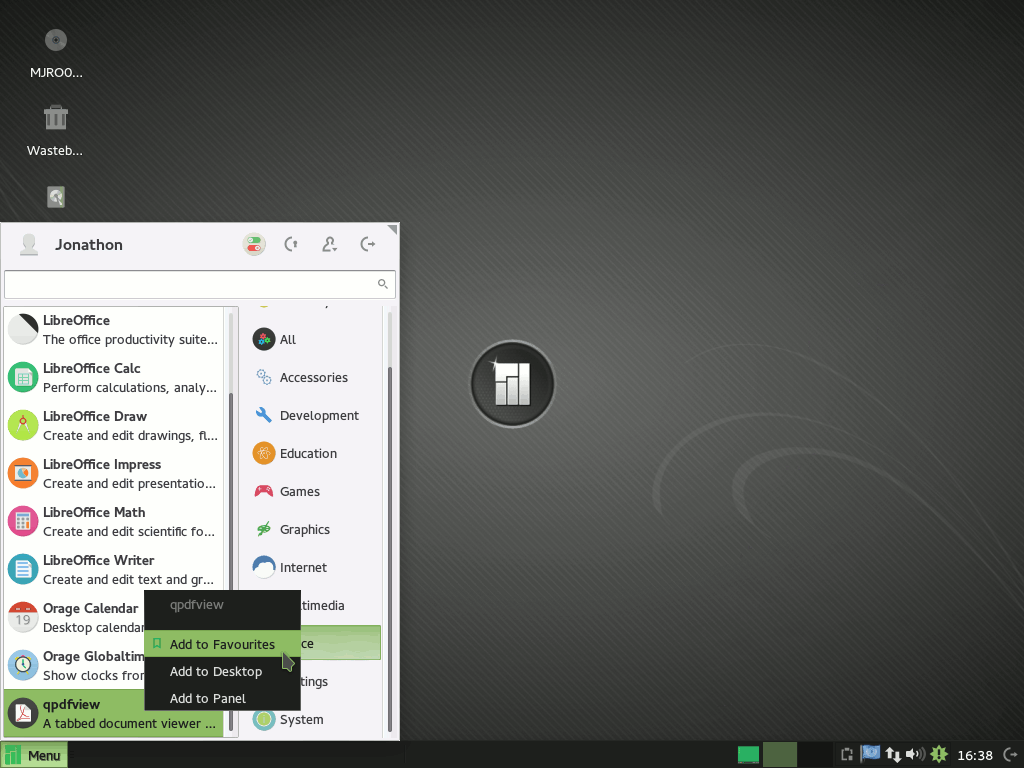 MJRO0...
Wasteb...
Jonathon
LibreOffice
The office productivity suite...
LibreOffice Calc
Perform calculations, analy...
LibreOffice Draw
Create and edit drawings, fl...
LibreOffice Impress
Create and edit presentatio...
LibreOffice Math
Create and edit scientific fo...
LibreOffice Writer
Create and edit text and gr...
Orage Calendar
Desktop calendar
19
Orage Globaltim
Show clocks from
qpdfview
A tabbed document viewer ...
All
Accessories
Development
Education
Games
Graphics
Internet
timedia
ce
tings
System
qpdfview
Add to Favourites
Add to Desktop
Add to Panel
Menu
16:38